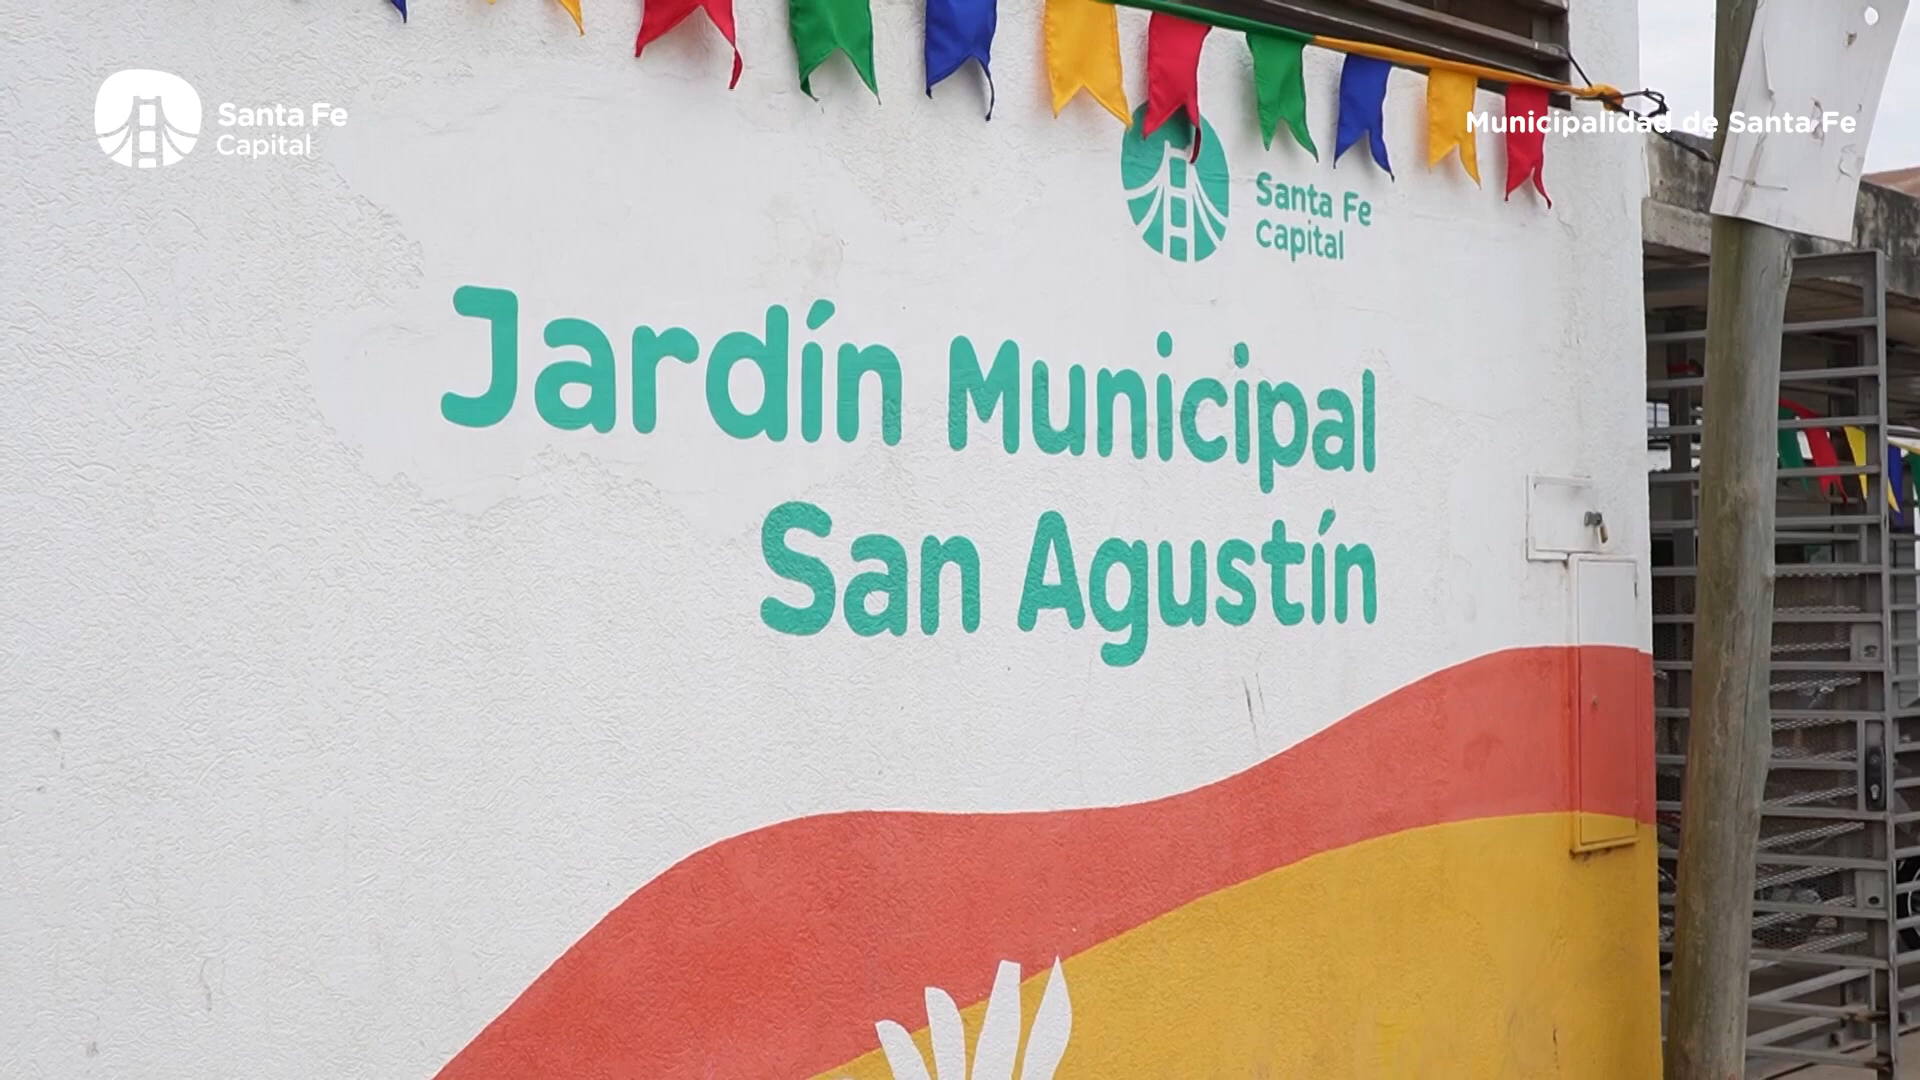 Santa Fe
Capital
Municipalidad de Santa Fe
Santa Fe
Capital
Jardín Municipal
San Agustín